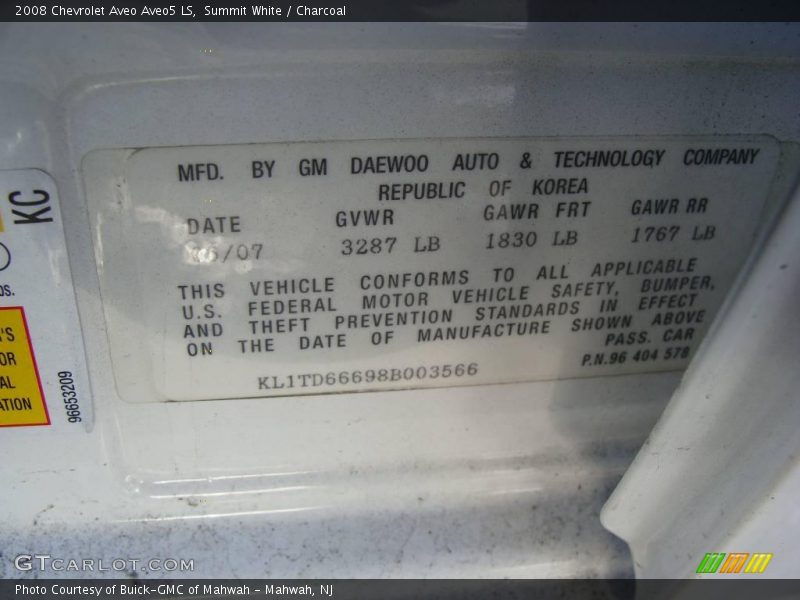 2008 Chevrolet Aveo Aveo5 LS, Summit White / Charcoal
MFD. BY GM DAEWOO AUTO & TECHNOLOGY COMPANY
REPUBLIC OF KOREA
DATE GVWR GAWR FRT GAWR RR
/07 3287 LB 1830 LB 1767 LB
THIS VEHICLE CONFORMS TO ALL APPLICABLE
U.S. FEDERAL MOTOR VEHICLE SAFETY, BUMPER,
AND THEFT PREVENTION STANDARDS IN EFFECT
ON THE DATE OF MANUFACTURE SHOWN ABOVE
PASS. CAR
P.N.96 404 578
KL1TD66698B003566
KC
96653209
GTCARLOT.COM
Photo Courtesy of Buick-GMC of Mahwah - Mahwah, NJ